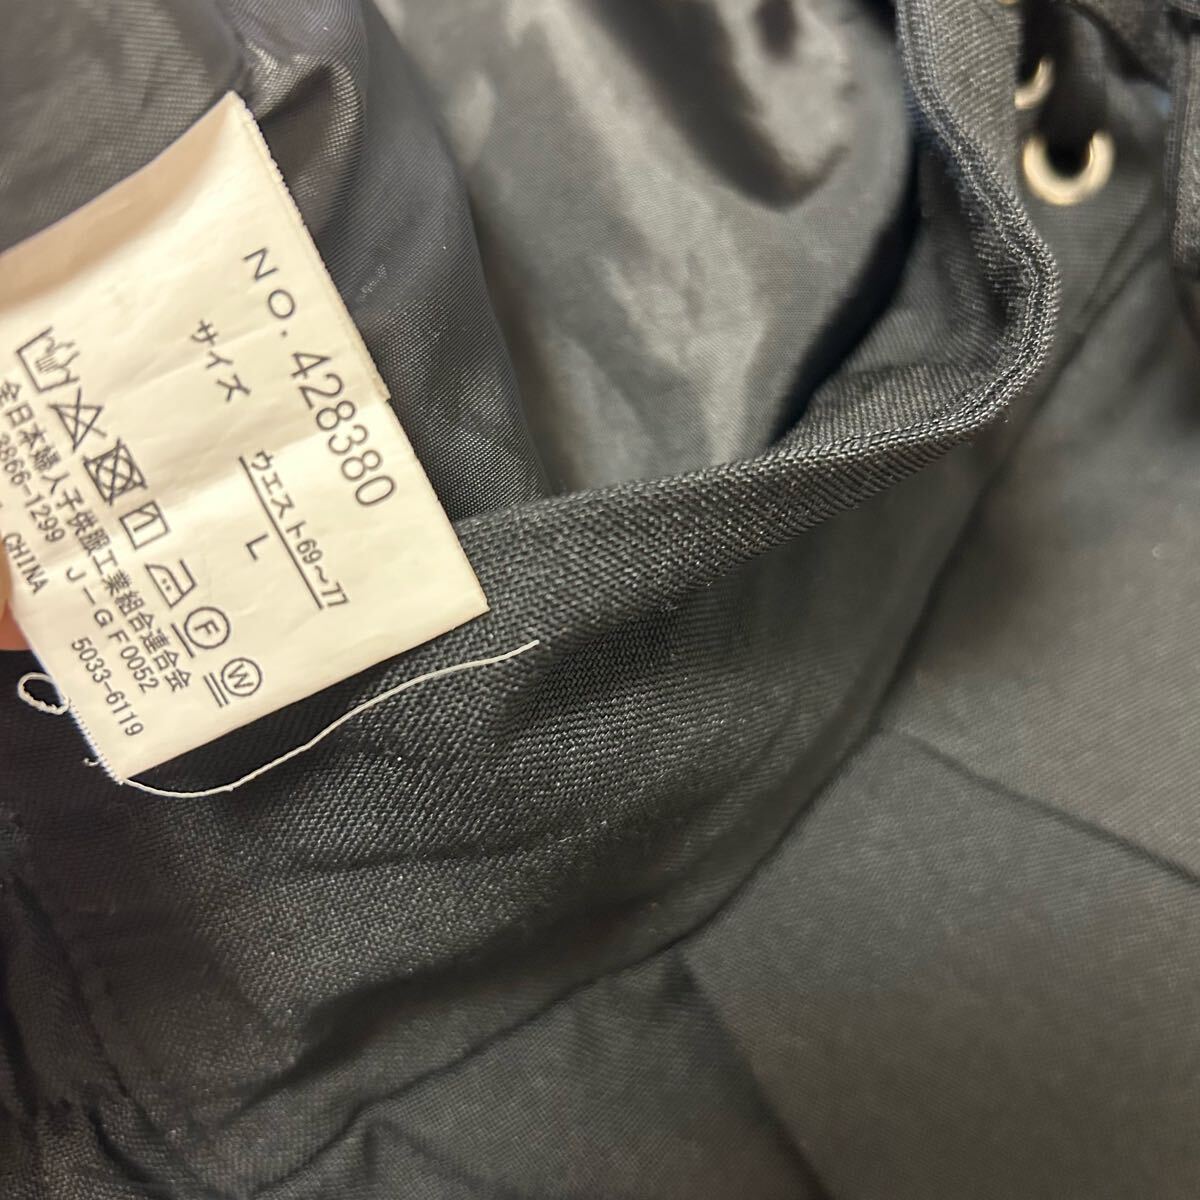 NO. 428380
サイズ
ウエスト69～77
L
F
W
全日本婦人子供服工業組合連合会
3866-1299 J-GF0052
CHINA
5033-6119